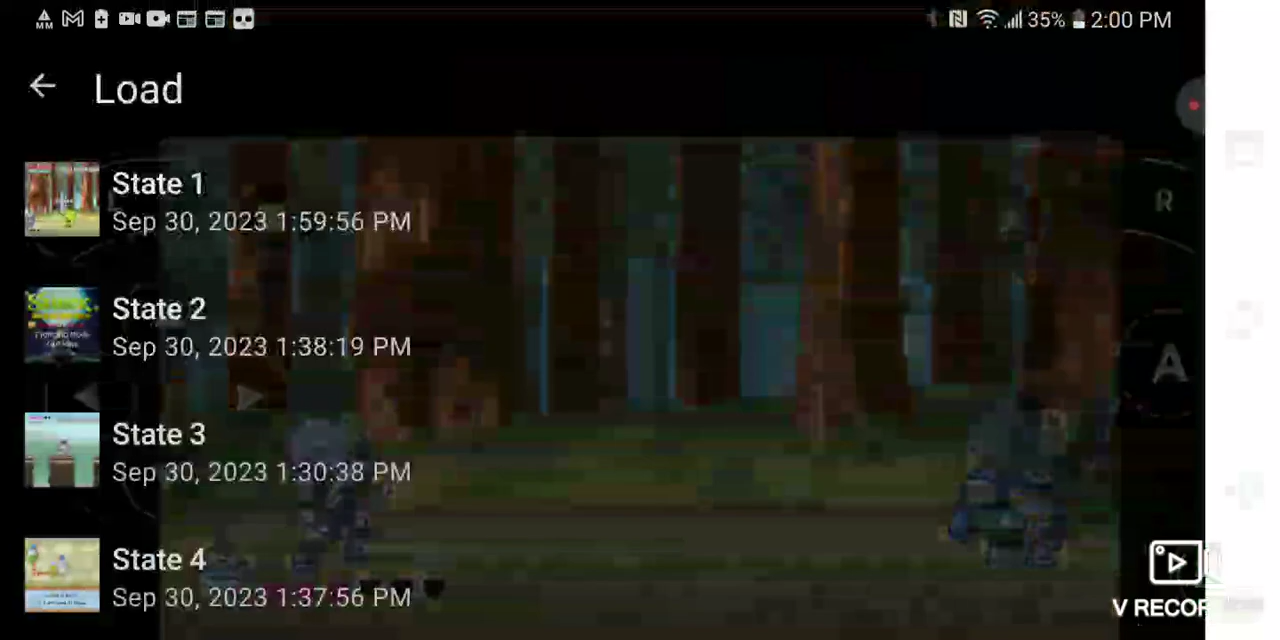 MM
35% 2:00 PM
Load
State 1
Sep 30, 2023 1:59:56 PM
R
State 2
Sep 30, 2023 1:38:19 PM
A
State 3
Sep 30, 2023 1:30:38 PM
State 4
Sep 30, 2023 1:37:56 PM
V RECOR